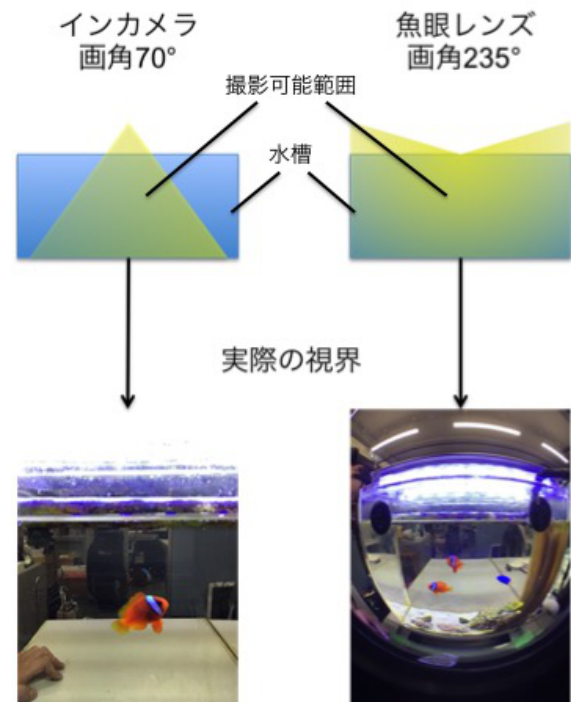 インカメラ
画角70°
魚眼レンズ
画角235°
撮影可能範囲
水槽
実際の視界